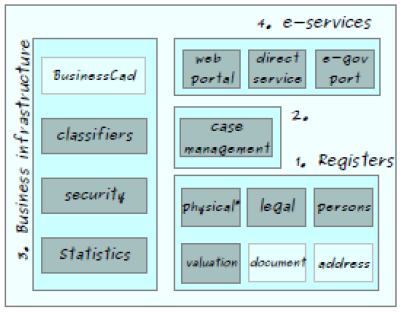 4. e-services
web portal
direct service
e-gov port
2.
case management
1. Registers
physical*
legal
persons
valuation
document
address
3. Business infrastructure
BusinessCad
classifiers
security
Statistics